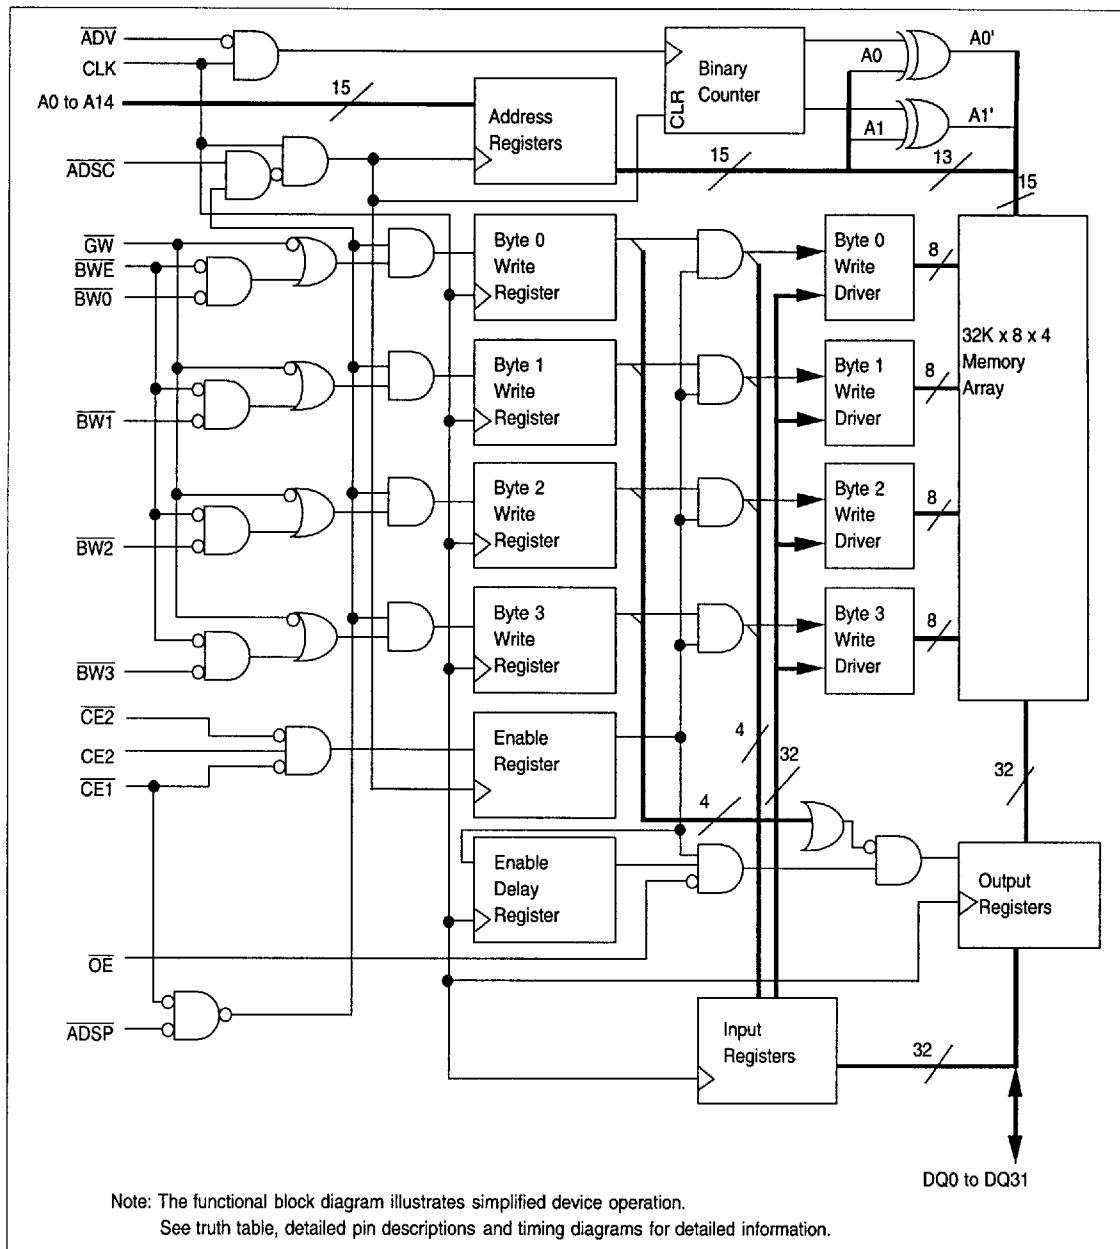 ADV
CLK
A0 to A14
15
Address
Registers
CLR
Binary
Counter
A0
A0'
A1
A1'
15
13
15
ADSC
GW
BWE
BW0
Byte 0
Write
Register
Byte 0
Write
Driver
8
32K x 8 x 4
Memory
Array
BW1
Byte 1
Write
Register
Byte 1
Write
Driver
8
BW2
Byte 2
Write
Register
Byte 2
Write
Driver
8
BW3
Byte 3
Write
Register
Byte 3
Write
Driver
8
CE2
CE2
CE1
Enable
Register
4
32
4
32
Enable
Delay
Register
Output
Registers
OE
ADSP
Input
Registers
32
DQ0 to DQ31
Note: The functional block diagram illustrates simplified device operation.
See truth table, detailed pin descriptions and timing diagrams for detailed information.